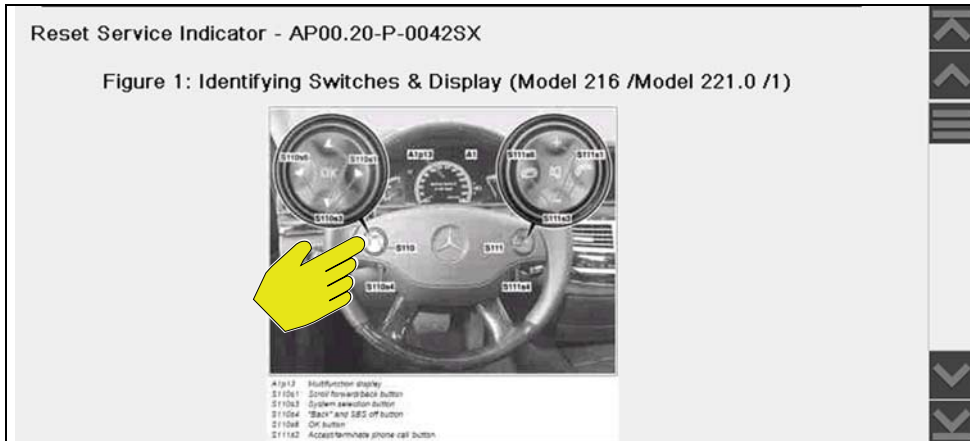 Reset Service Indicator - AP00.20-P-0042SX
Figure 1: Identifying Switches & Display (Model 216 /Model 221.0 /1)
A1p13 A1
S110s6 S110s1 S111s6 S111s1
OK
S110s3 S111s3
S110 S111
S110s4 S111s4
A1p13 Multifunction display
S110s1 Scroll forward/back button
S110s3 System selection button
S110s4 "Back" and SBS off button
S110s6 OK button
S111s2 Accept/terminate phone call button